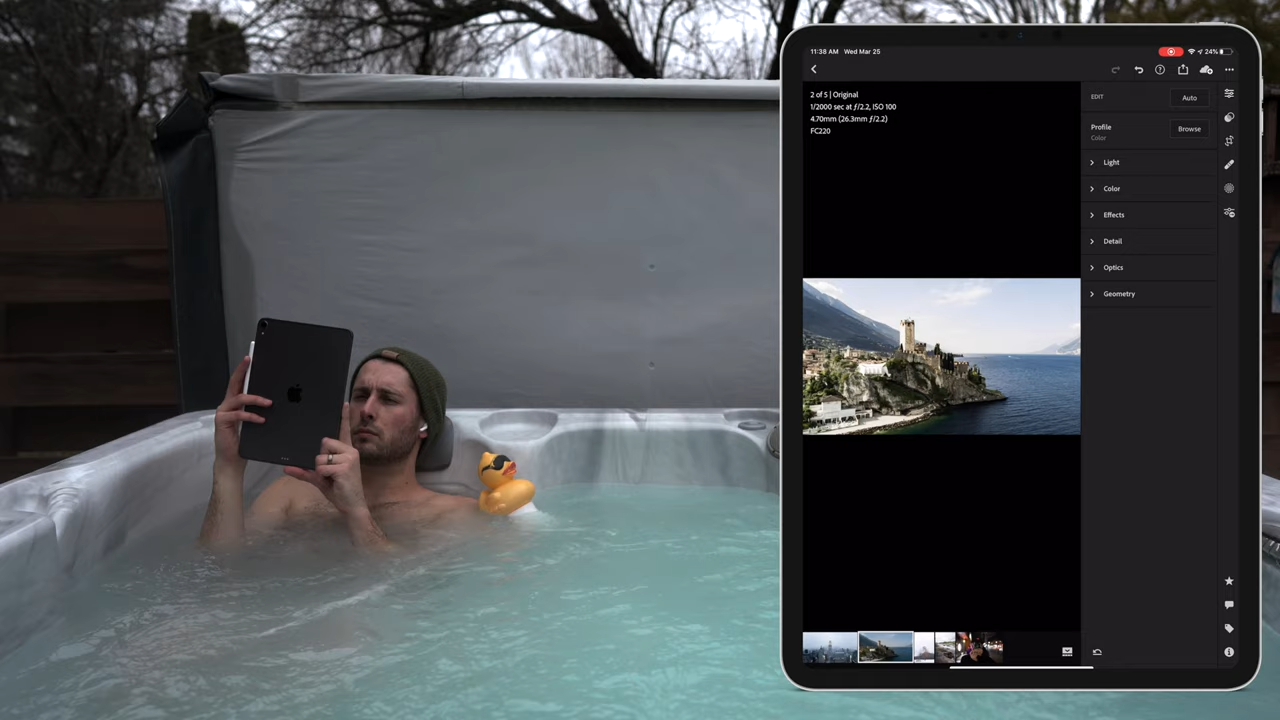 11:38 AM Wed Mar 25
24%
2 of 5 | Original
1/2000 sec at ƒ/2.2, ISO 100
4.70mm (26.3mm ƒ/2.2)
FC220
EDIT
Auto
Profile
Color
Browse
Light
Color
Effects
Detail
Optics
Geometry